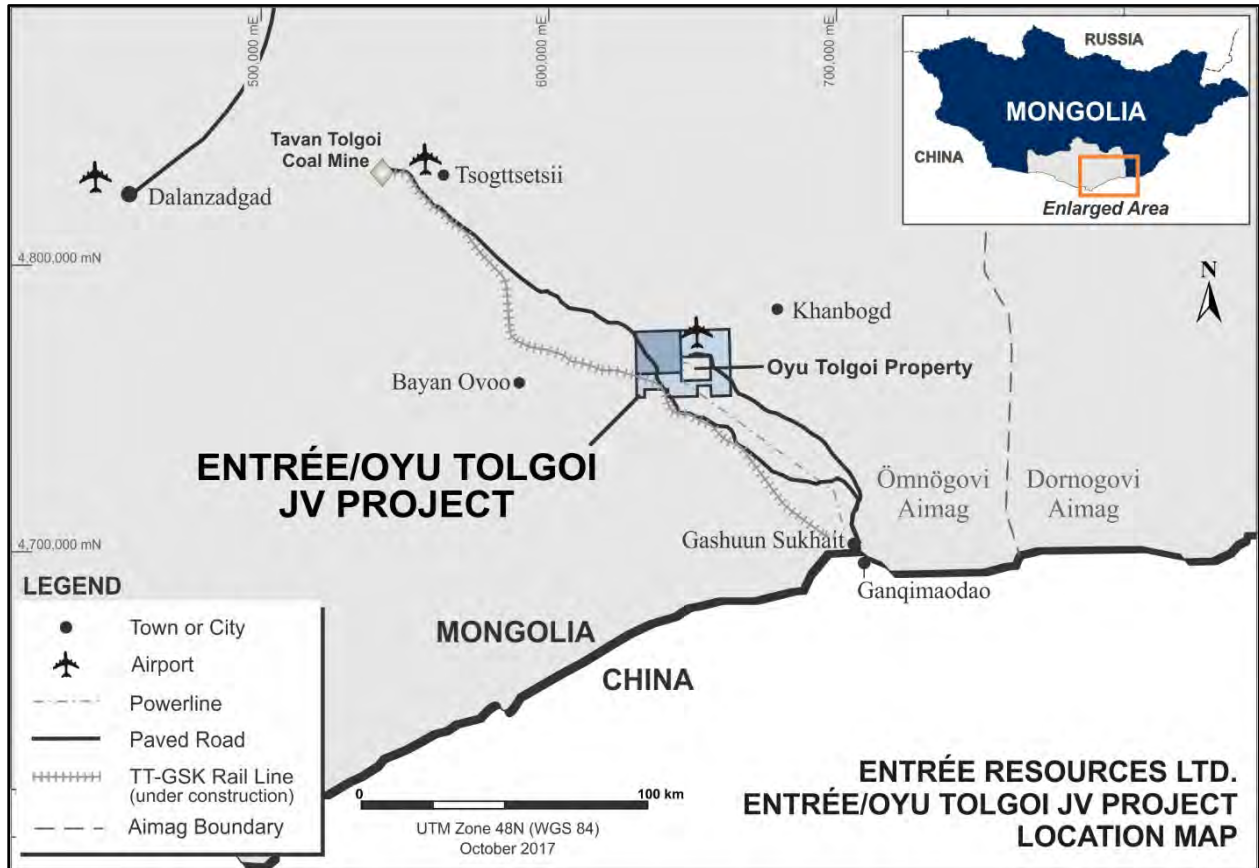 500,000 mE
600,000 mE
700,000 mE
RUSSIA
MONGOLIA
CHINA
Enlarged Area
Tavan Tolgoi
Coal Mine
Tsogttsetsii
Dalanzadgad
4,800,000 mN
N
Khanbogd
Oyu Tolgoi Property
Bayan Ovoo
ENTRÉE/OYU TOLGOI
JV PROJECT
Ömnögovi
Aimag
Dornogovi
Aimag
Gashuun Sukhait
4,700,000 mN
Ganqimaodao
MONGOLIA
CHINA
LEGEND
Town or City
Airport
Powerline
Paved Road
TT-GSK Rail Line
(under construction)
Aimag Boundary
0 100 km
UTM Zone 48N (WGS 84)
October 2017
ENTRÉE RESOURCES LTD.
ENTRÉE/OYU TOLGOI JV PROJECT
LOCATION MAP